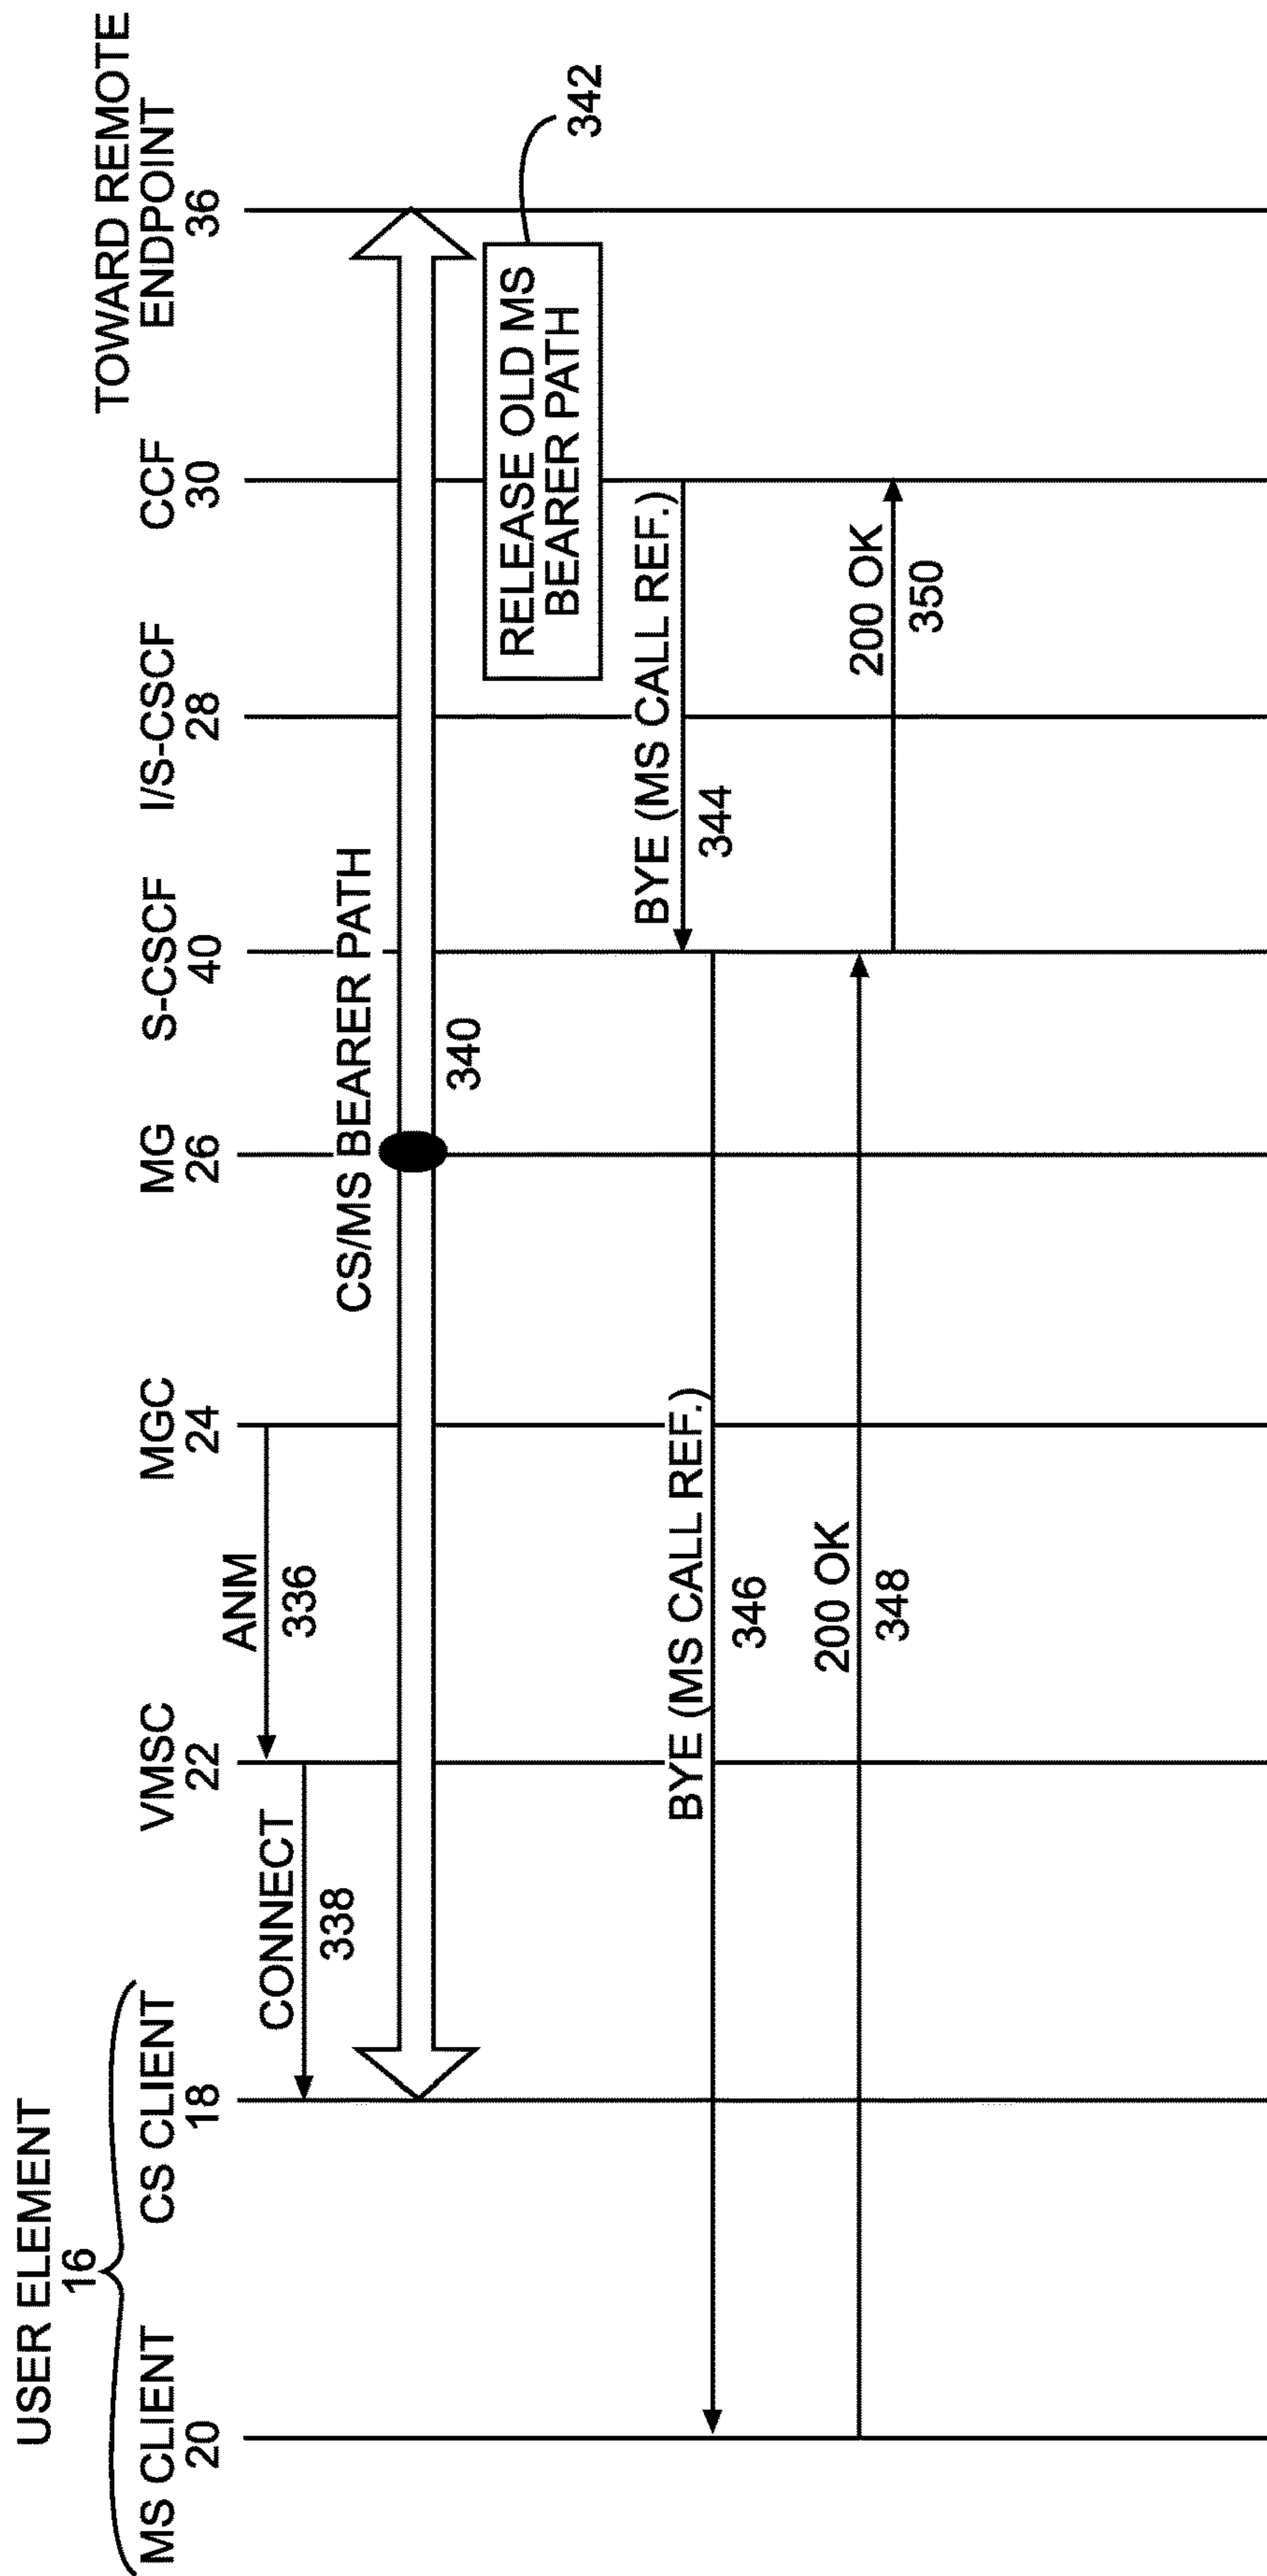 USER ELEMENT
16
MS CLIENT
20
CS CLIENT
18
VMSC
22
MGC
24
MG
26
S-CSCF
40
I/S-CSCF
28
CCF
30
TOWARD REMOTE
ENDPOINT
36
ANM
336
CONNECT
338
CS/MS BEARER PATH
340
RELEASE OLD MS
BEARER PATH
342
BYE (MS CALL REF.)
344
BYE (MS CALL REF.)
346
200 OK
348
200 OK
350